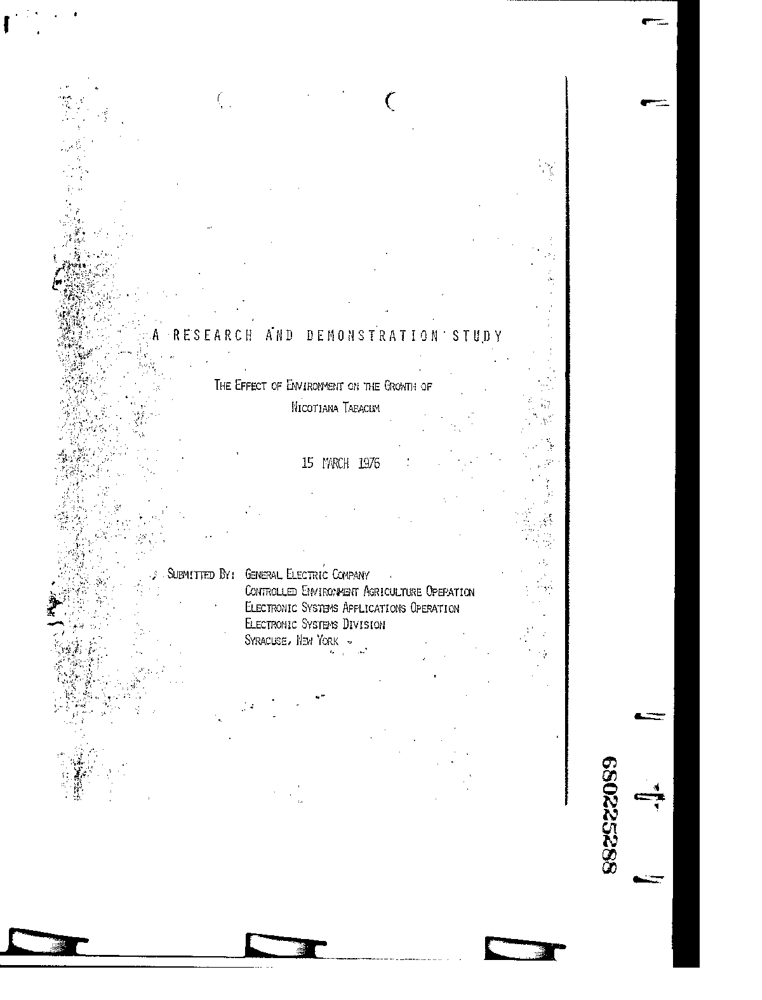 A RESEARCH AND DEMONSTRATION STUDY
THE EFFECT OF ENVIRONMENT ON THE GROWTH OF
NICOTIANA TABACUM
15 MARCH 1976
SUBMITTED BY: GENERAL ELECTRIC COMPANY
CONTROLLED ENVIRONMENT AGRICULTURE OPERATION
ELECTRONIC SYSTEMS APPLICATIONS OPERATION
ELECTRONIC SYSTEMS DIVISION
SYRACUSE, NEW YORK
680225288